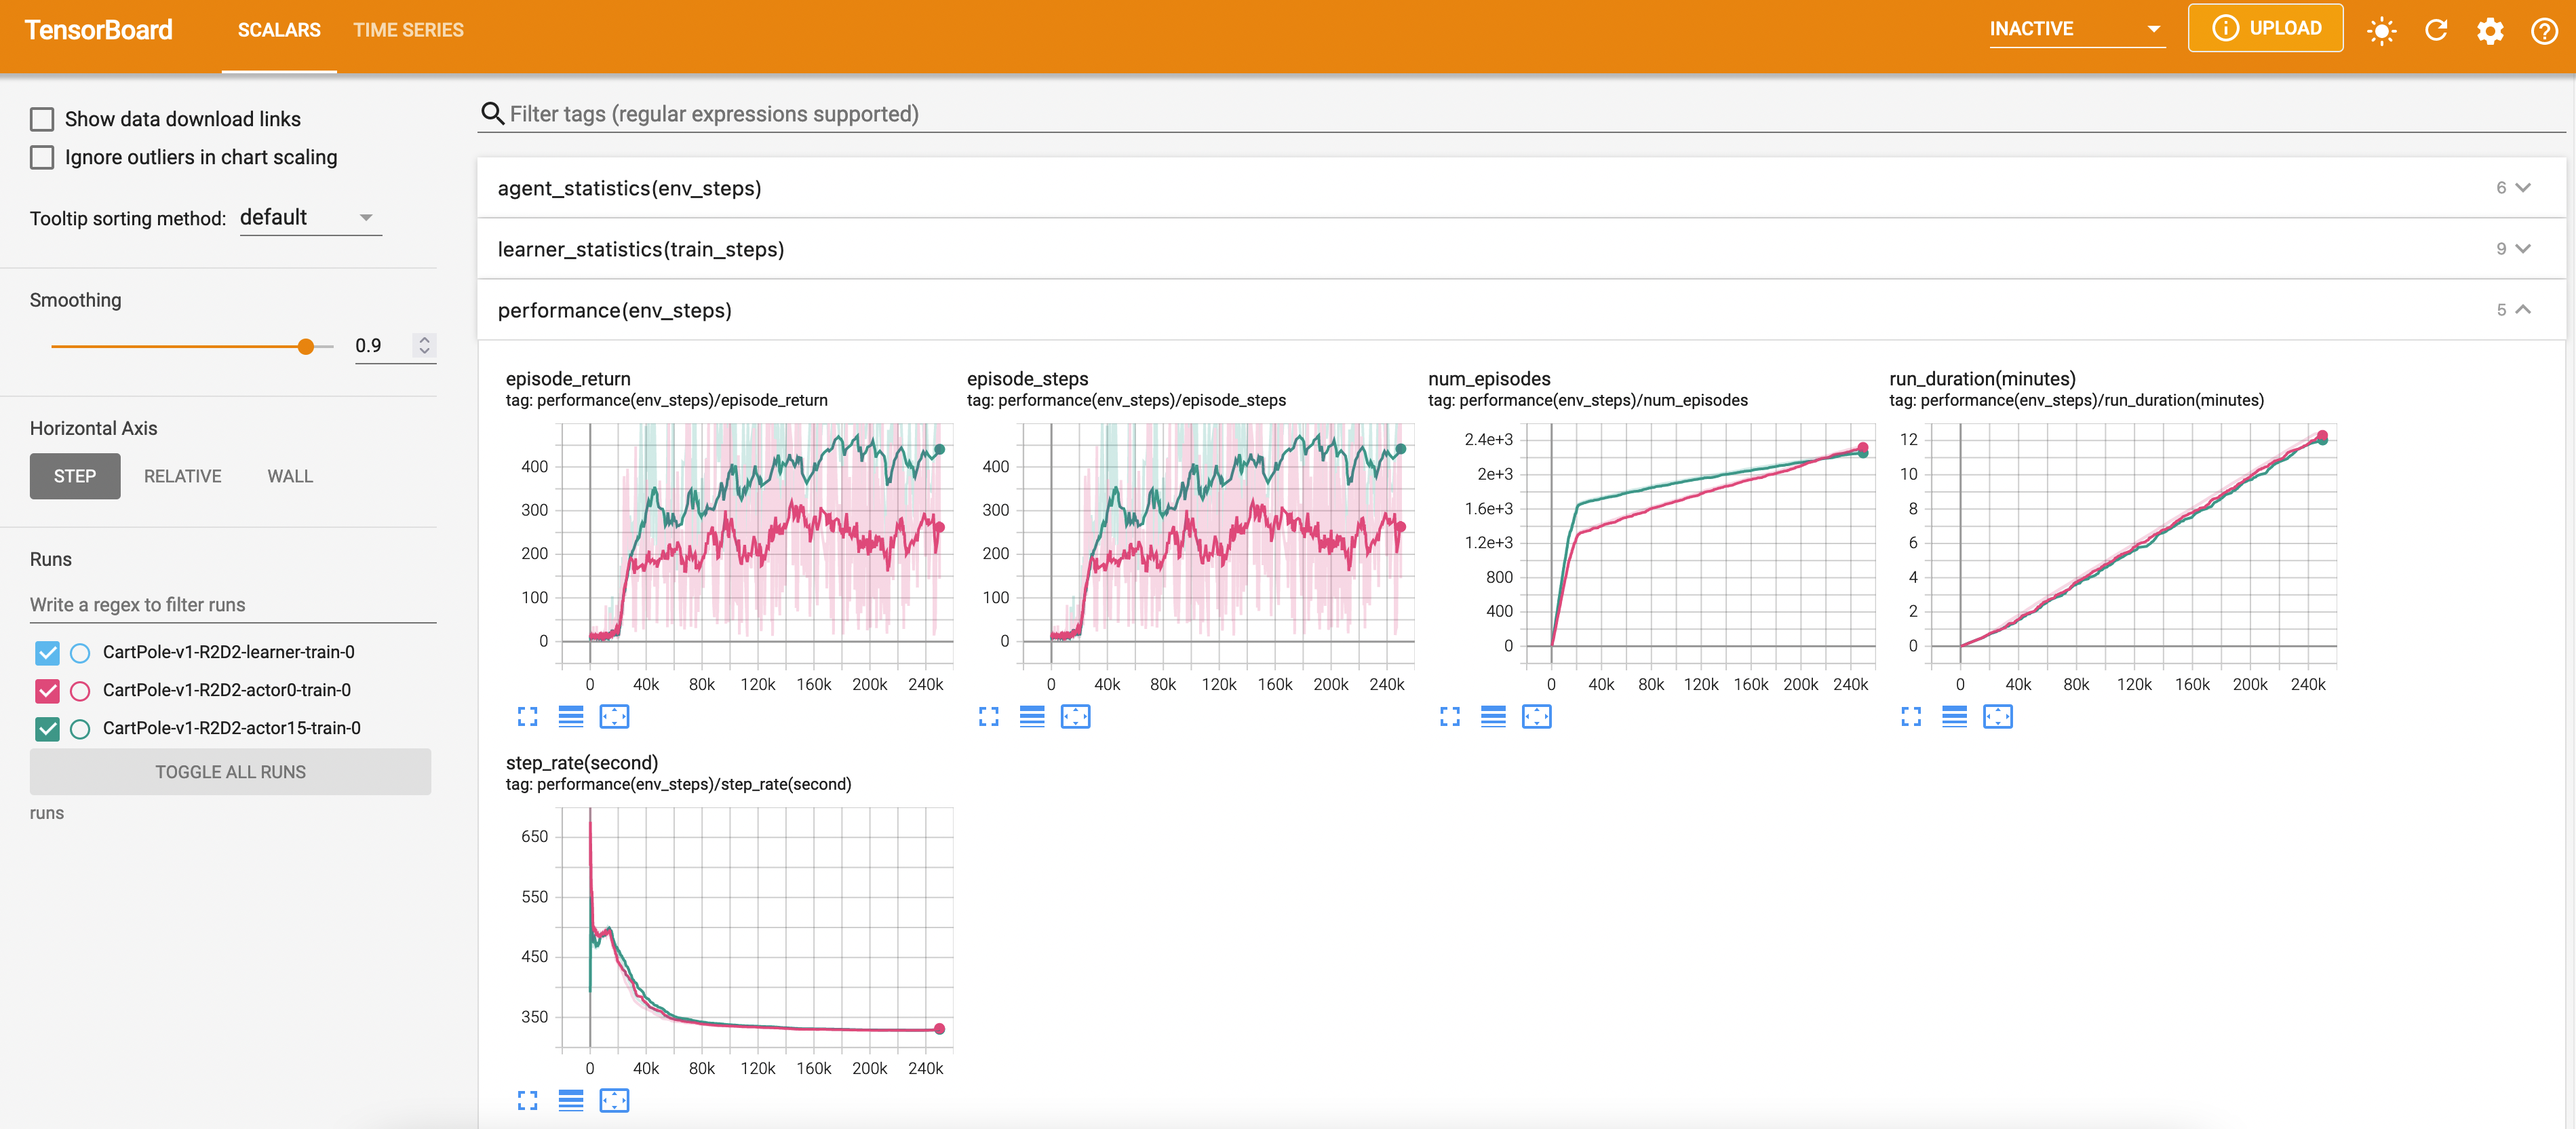 TensorBoard
SCALARS
TIME SERIES
INACTIVE
UPLOAD
Show data download links
Ignore outliers in chart scaling
Tooltip sorting method: default
Smoothing
0.9
Horizontal Axis
STEP RELATIVE WALL
Runs
Write a regex to filter runs
CartPole-v1-R2D2-learner-train-0
CartPole-v1-R2D2-actor0-train-0
CartPole-v1-R2D2-actor15-train-0
TOGGLE ALL RUNS
runs
Filter tags (regular expressions supported)
agent_statistics(env_steps) 6
learner_statistics(train_steps) 9
performance(env_steps) 5
episode_return
tag: performance(env_steps)/episode_return
400
300
200
100
0
0 40k 80k 120k 160k 200k 240k
episode_steps
tag: performance(env_steps)/episode_steps
400
300
200
100
0
0 40k 80k 120k 160k 200k 240k
num_episodes
tag: performance(env_steps)/num_episodes
2.4e+3
2e+3
1.6e+3
1.2e+3
800
400
0
0 40k 80k 120k 160k 200k 240k
run_duration(minutes)
tag: performance(env_steps)/run_duration(minutes)
12
10
8
6
4
2
0
0 40k 80k 120k 160k 200k 240k
step_rate(second)
tag: performance(env_steps)/step_rate(second)
650
550
450
350
0 40k 80k 120k 160k 200k 240k